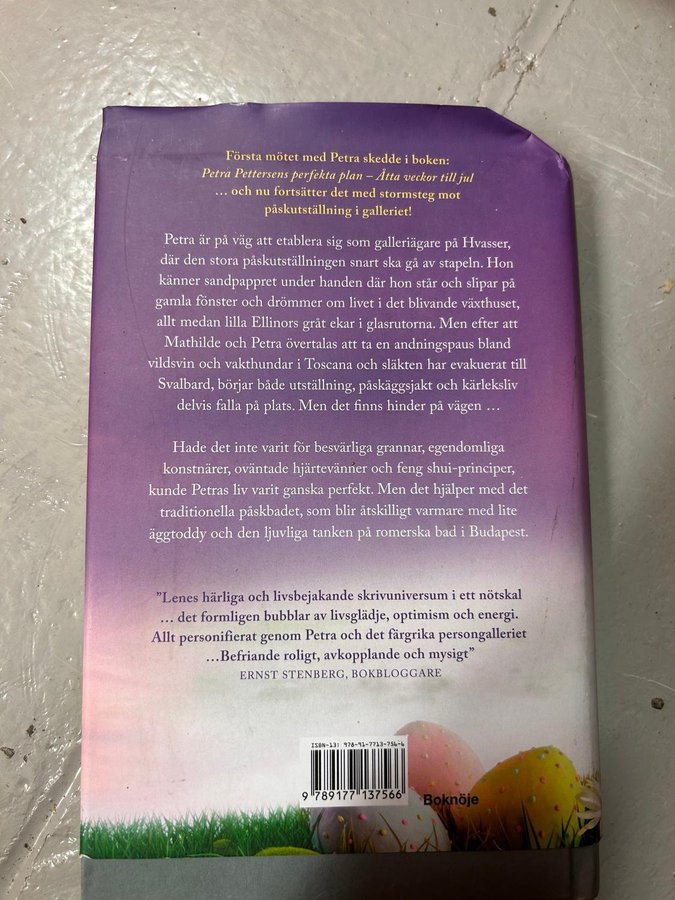 Första mötet med Petra skedde i boken:
Petra Pettersens perfekta plan – Åtta veckor till jul
… och nu fortsätter det med stormsteg mot
påskutställning i galleriet!
Petra är på väg att etablera sig som galleriägare på Hvasser,
där den stora påskutställningen snart ska gå av stapeln. Hon
känner sandpappret under handen där hon står och slipar på
gamla fönster och drömmer om livet i det blivande växthuset,
allt medan lilla Ellinors gråt ekar i glasrutorna. Men efter att
Mathilde och Petra övertalas att ta en andningspaus bland
vildsvin och vakthundar i Toscana och släkten har evakuerat till
Svalbard, börjar både utställning, påskäggsjakt och kärleksliv
delvis falla på plats. Men det finns hinder på vägen …
Hade det inte varit för besvärliga grannar, egendomliga
konstnärer, oväntade hjärtevänner och feng shui-principer,
kunde Petras liv varit ganska perfekt. Men det hjälper med det
traditionella påskbadet, som blir åtskilligt varmare med lite
äggtoddy och den ljuvliga tanken på romerska bad i Budapest.
”Lenes härliga och livsbejakande skrivuniversum i ett nötskal
… det formligen bubblar av livsglädje, optimism och energi.
Allt personifierat genom Petra och det färgrika persongalleriet
…Befriande roligt, avkopplande och mysigt”
ERNST STENBERG, BOKBLOGGARE
ISBN-13: 978-91-7713-756-6
9 789177 137566
Boknöje